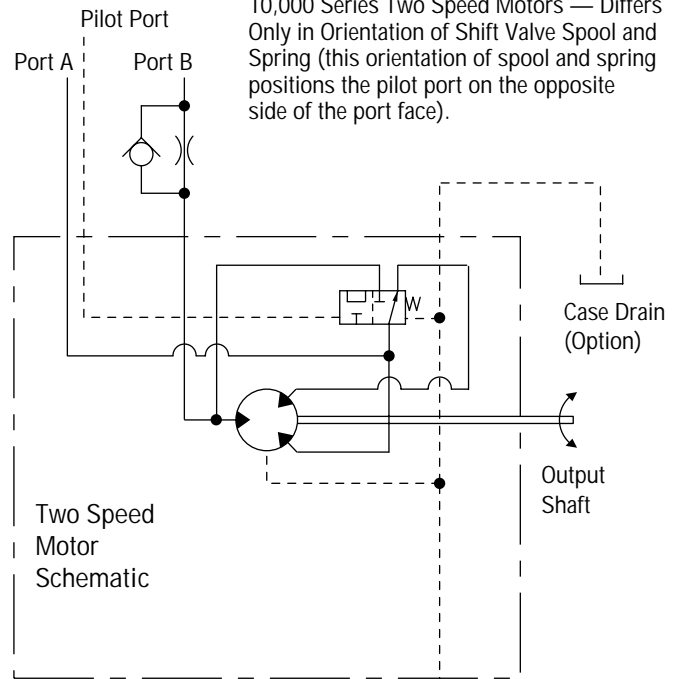 10,000 Series Two Speed Motors — Differs
Only in Orientation of Shift Valve Spool and
Spring (this orientation of spool and spring
positions the pilot port on the opposite
side of the port face).
Pilot Port
Port A
Port B
Case Drain
(Option)
Output
Shaft
Two Speed
Motor
Schematic